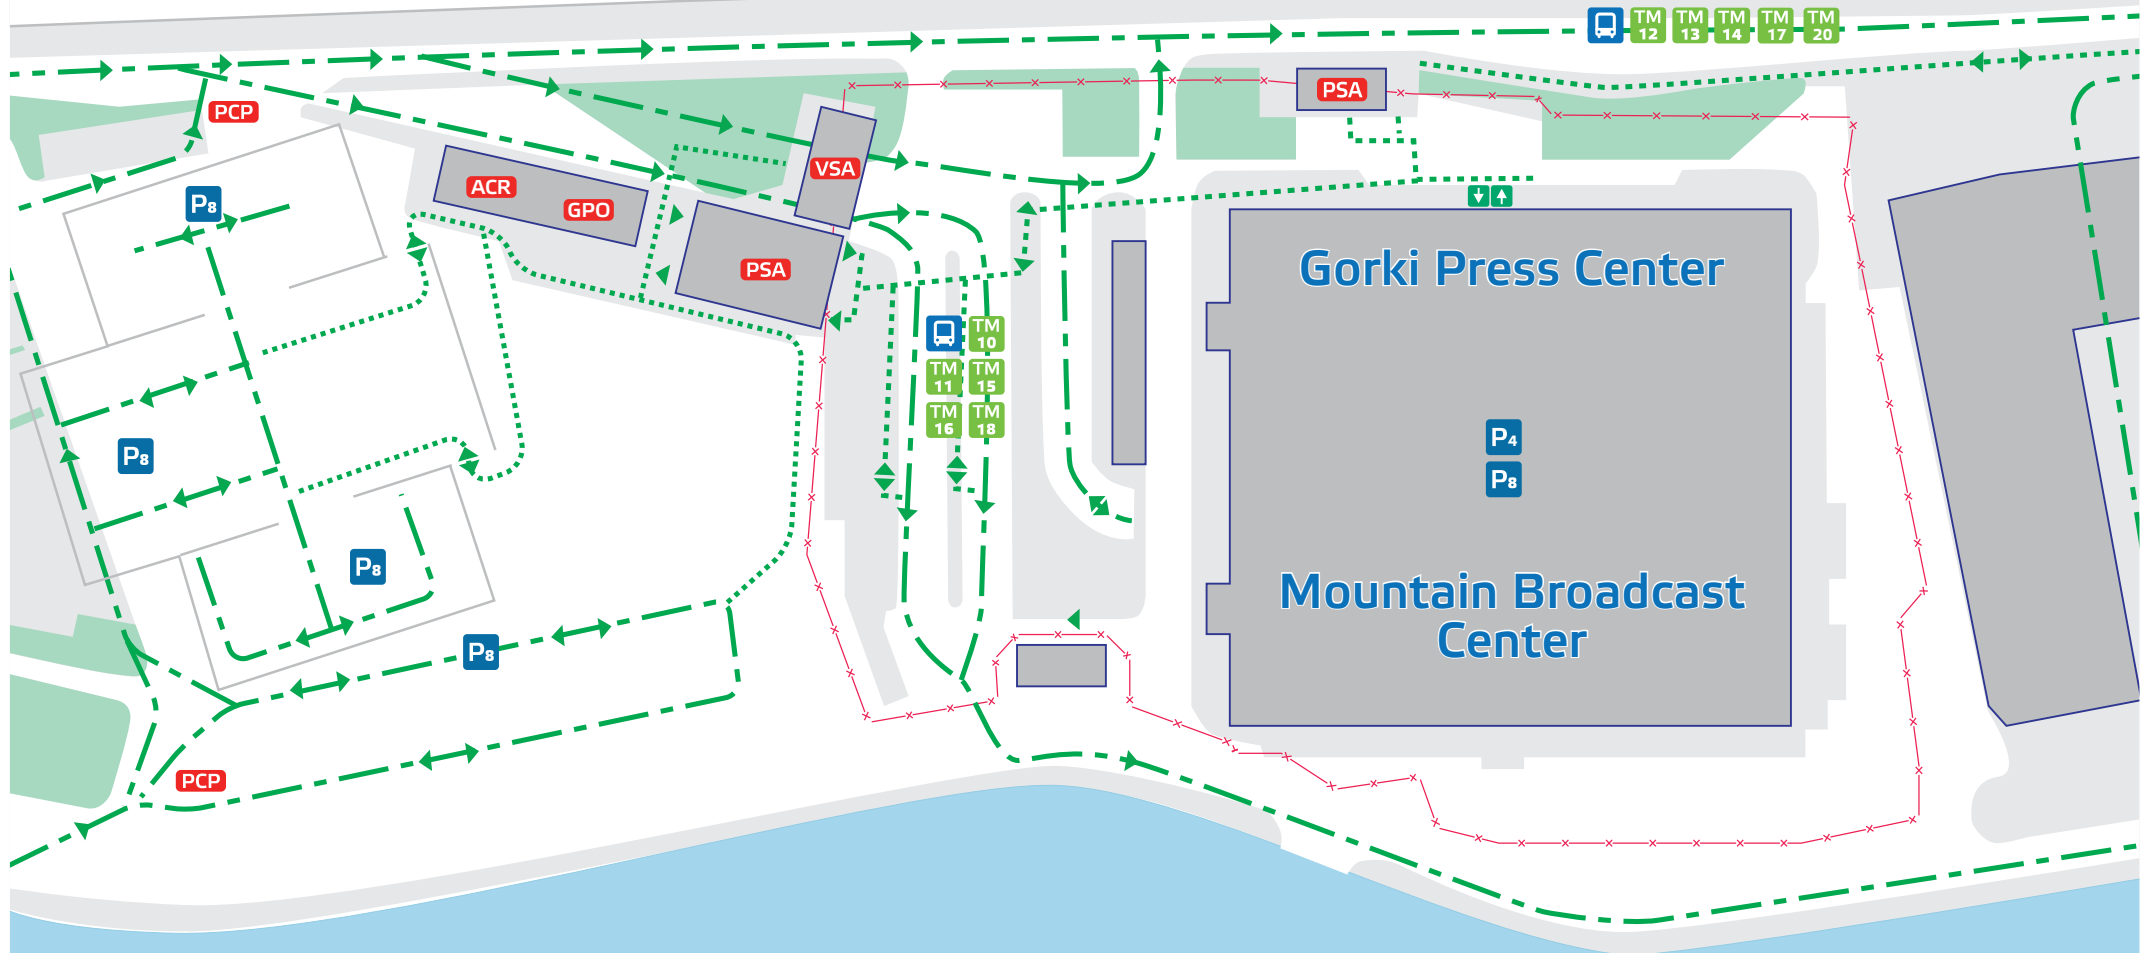 TM 12 TM 13 TM 14 TM 17 TM 20
PCP
PSA
VSA
ACR
GPO
P8
PSA
Gorki Press Center
TM 10
TM 11 TM 15
TM 16 TM 18
P8
P4
P8
P8
Mountain Broadcast
Center
P8
PCP